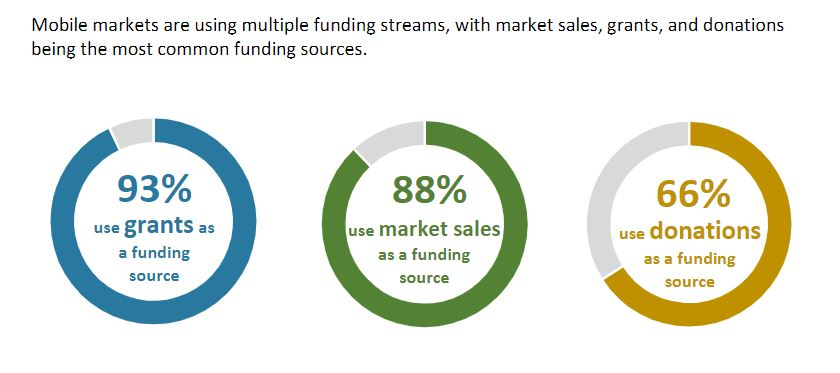 Mobile markets are using multiple funding streams, with market sales, grants, and donations
being the most common funding sources.
93%
use grants as
a funding
source
88%
use market sales
as a funding
source
66%
use donations
as a funding
source